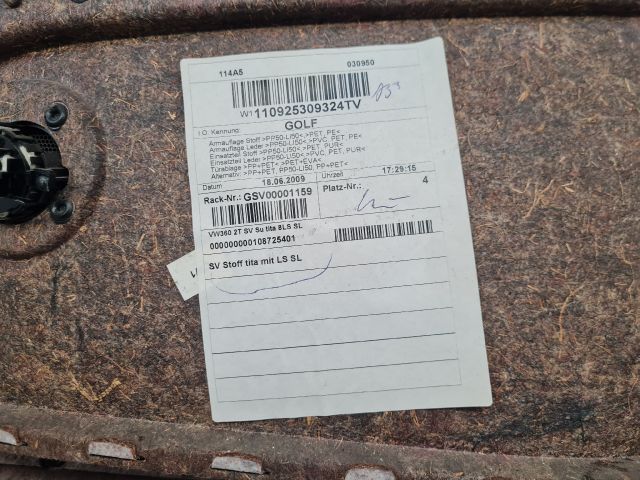 114A5 030950
W1110925309324TV
I.O. Kennung: GOLF
Armauflage Stoff >PP50-LI50<,>PET, PE<
Armauflage Leder >PP50-LI50<,>PVC, PET, PE<
Einsatzteil Stoff >PP50-LI50<,>PET, PUR<
Einsatzteil Leder >PP50-LI50<,>PVC, PET, PUR<
Türablage >PP+PET< >PET+EVA<
Alternativ: >PP+PET, PP50-LI50, PP+PET<
Datum 18.06.2009 Uhrzeit 17:29:15
Rack-Nr.: GSV00001159 Platz-Nr.: 4
VW360 2T SV Su tita 8LS SL
000000000108725401
SV Stoff tita mit LS SL